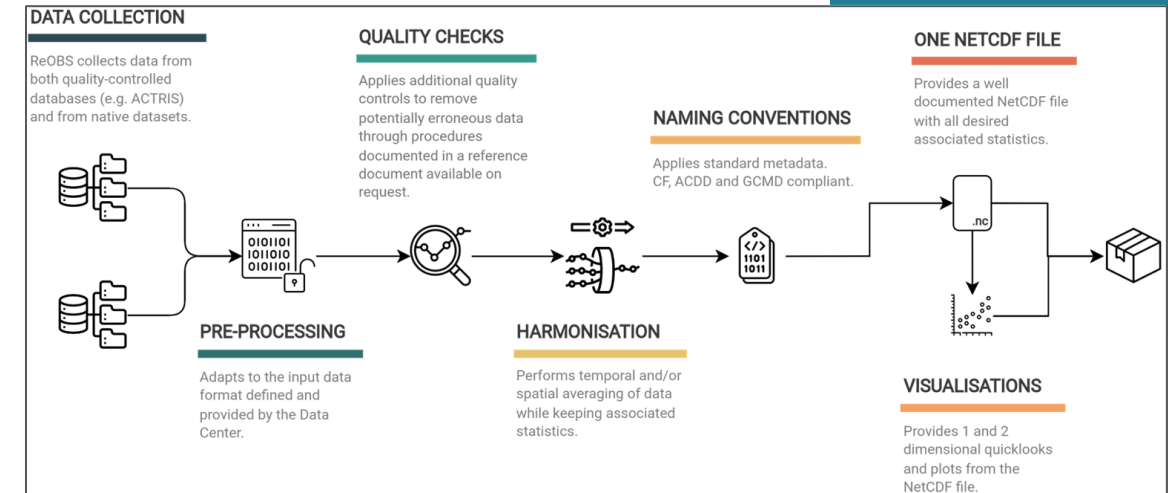 DATA COLLECTION
ReOBS collects data from
both quality-controlled
databases (e.g. ACTRIS)
and from native datasets.
QUALITY CHECKS
Applies additional quality
controls to remove
potentially erroneous data
through procedures
documented in a reference
document available on
request.
NAMING CONVENTIONS
Applies standard metadata.
CF, ACDD and GCMD compliant.
ONE NETCDF FILE
Provides a well
documented NetCDF file
with all desired
associated statistics.
0101101
1011010
0101101
</>
1101
1011
.nc
PRE-PROCESSING
Adapts to the input data
format defined and
provided by the Data
Center.
HARMONISATION
Performs temporal and/or
spatial averaging of data
while keeping associated
statistics.
VISUALISATIONS
Provides 1 and 2
dimensional quicklooks
and plots from the
NetCDF file.